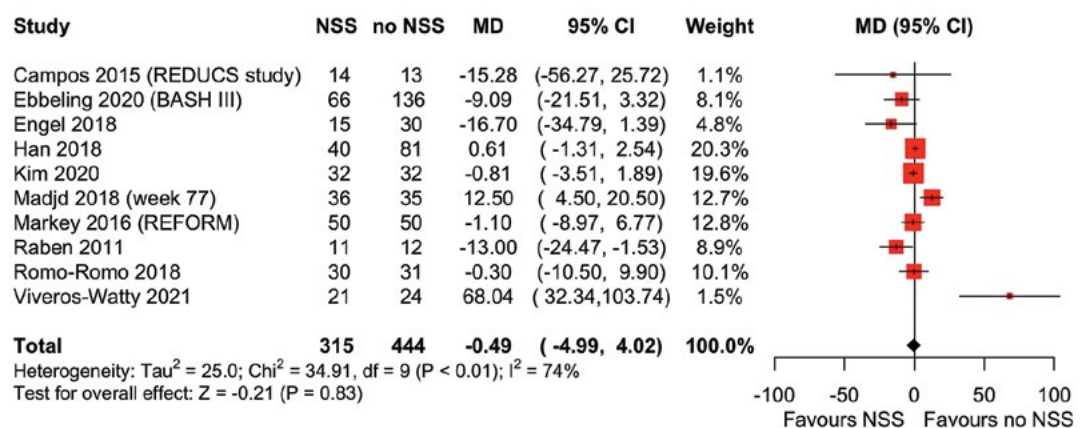 Study NSS no NSS MD 95% CI Weight MD (95% CI)
Campos 2015 (REDUCS study) 14 13 -15.28 (-56.27, 25.72) 1.1%
Ebbeling 2020 (BASH III) 66 136 -9.09 (-21.51, 3.32) 8.1%
Engel 2018 15 30 -16.70 (-34.79, 1.39) 4.8%
Han 2018 40 81 0.61 ( -1.31, 2.54) 20.3%
Kim 2020 32 32 -0.81 ( -3.51, 1.89) 19.6%
Madjd 2018 (week 77) 36 35 12.50 ( 4.50, 20.50) 12.7%
Markey 2016 (REFORM) 50 50 -1.10 ( -8.97, 6.77) 12.8%
Raben 2011 11 12 -13.00 (-24.47, -1.53) 8.9%
Romo-Romo 2018 30 31 -0.30 (-10.50, 9.90) 10.1%
Viveros-Watty 2021 21 24 68.04 ( 32.34,103.74) 1.5%
Total 315 444 -0.49 ( -4.99, 4.02) 100.0%
Heterogeneity: Tau² = 25.0; Chi² = 34.91, df = 9 (P < 0.01); I² = 74%
Test for overall effect: Z = -0.21 (P = 0.83)
-100 -50 0 50 100
Favours NSS Favours no NSS